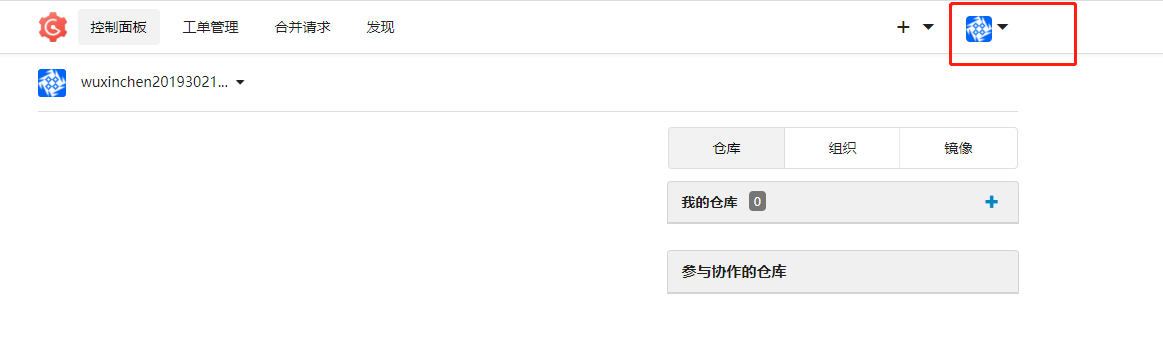 控制面板 工单管理 合并请求 发现
wuxinchen20193021...
仓库 组织 镜像
我的仓库 0
参与协作的仓库